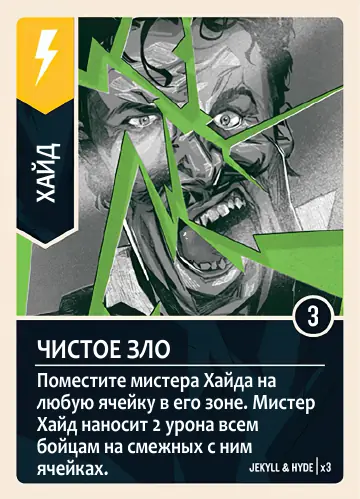 ХАЙД
3
ЧИСТОЕ ЗЛО
Поместите мистера Хайда на
любую ячейку в его зоне. Мистер
Хайд наносит 2 урона всем
бойцам на смежных с ним
ячейках.
JEKYLL & HYDE | x3